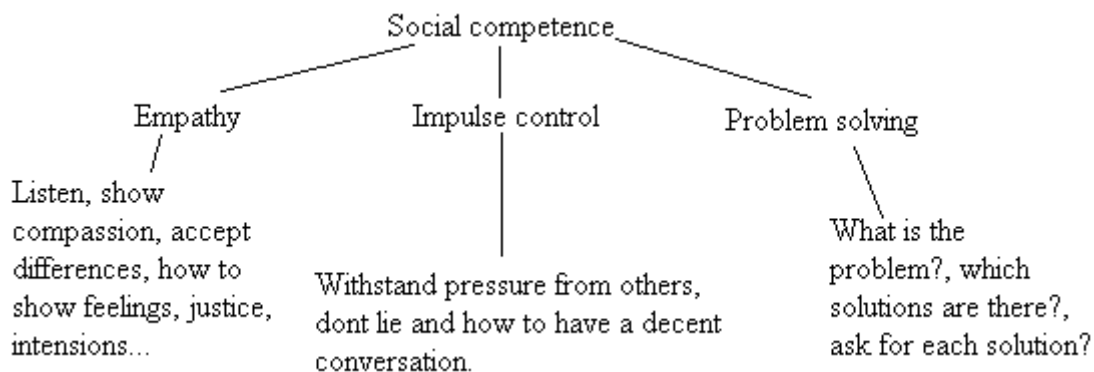 Social competence
Empathy
Impulse control
Problem solving
Listen, show
compassion, accept
differences, how to
show feelings, justice,
intensions...
Withstand pressure from others,
dont lie and how to have a decent
conversation.
What is the
problem?, which
solutions are there?,
ask for each solution?